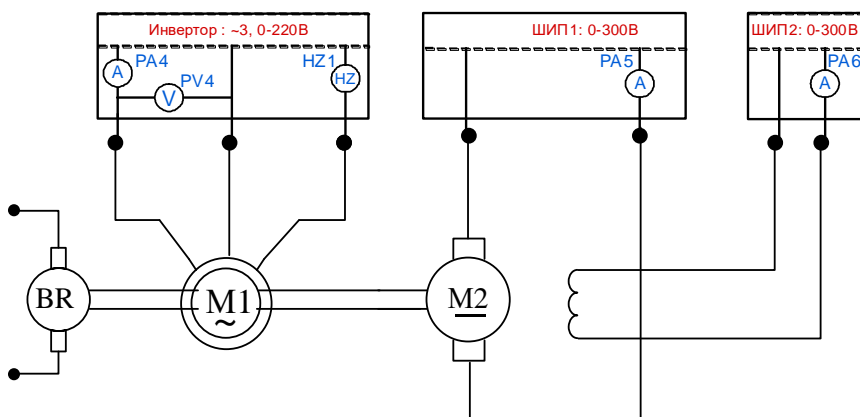 Инвертор : ~3, 0-220В
ШИП1: 0-300В
ШИП2: 0-300В
PA4
HZ1
PA5
PA6
A
PV4
HZ
A
A
V
BR
M1
~
M2